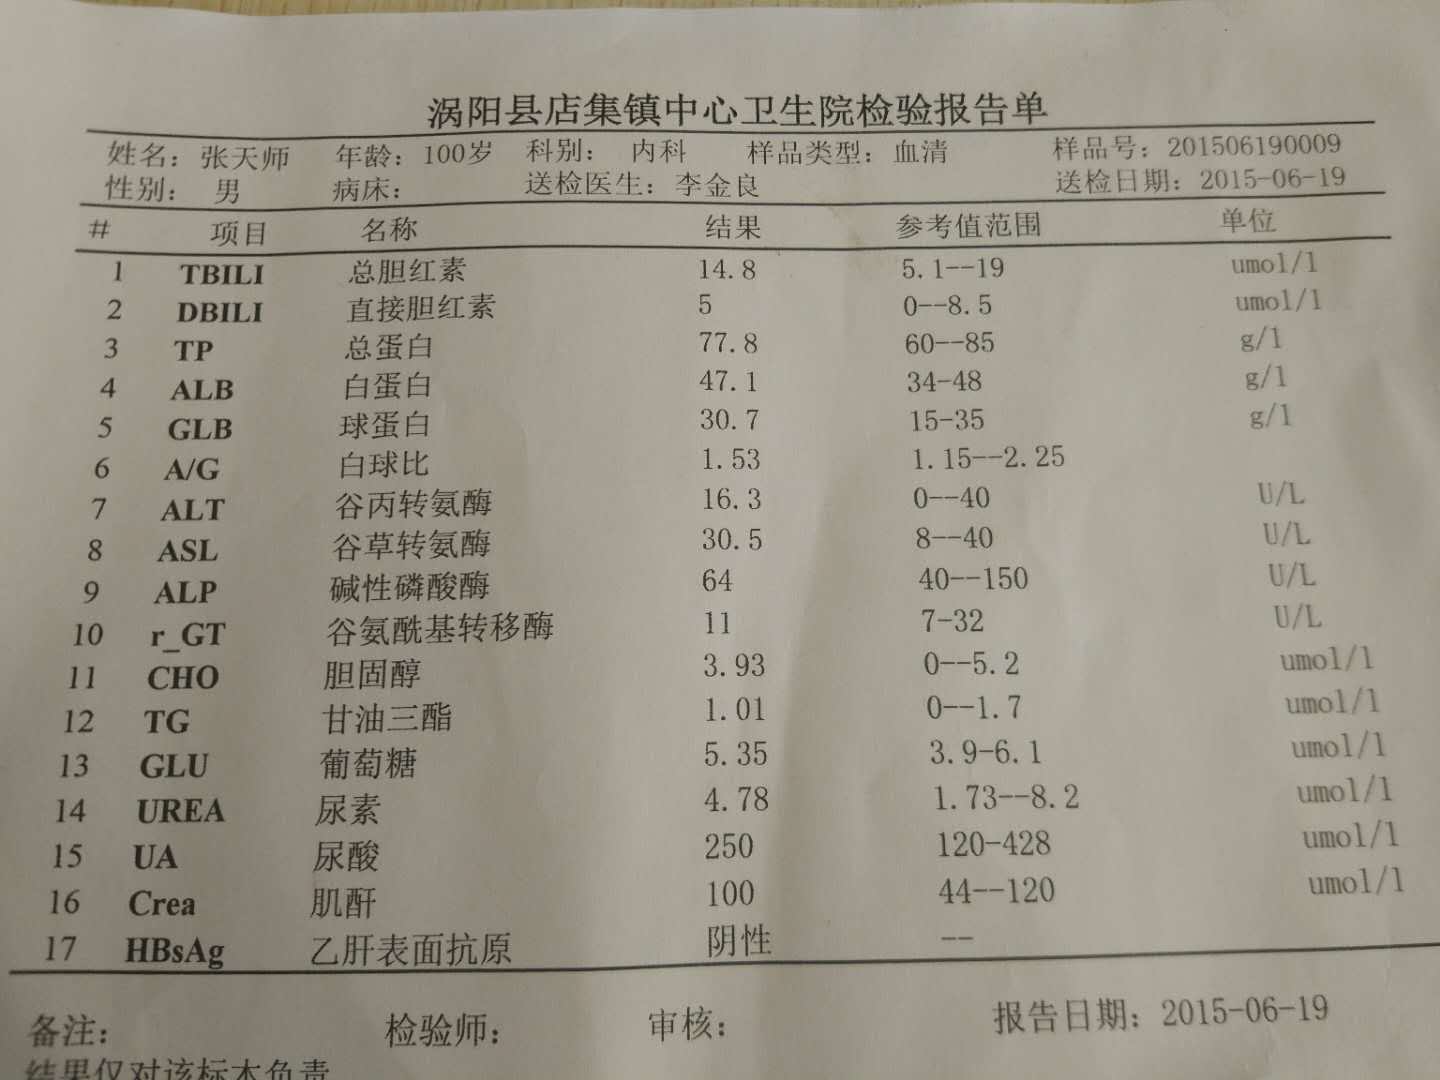 涡阳县店集镇中心卫生院检验报告单
姓名：张天师 年龄：100岁 科别： 内科 样品类型：血清 样品号：201506190009
性别： 男 病床： 送检医生：李金良 送检日期：2015-06-19
# 项目 名称 结果 参考值范围 单位
1 TBILI 总胆红素 14.8 5.1--19 umol/l
2 DBILI 直接胆红素 5 0--8.5 umol/l
3 TP 总蛋白 77.8 60--85 g/l
4 ALB 白蛋白 47.1 34-48 g/l
5 GLB 球蛋白 30.7 15-35 g/l
6 A/G 白球比 1.53 1.15--2.25
7 ALT 谷丙转氨酶 16.3 0--40 U/L
8 ASL 谷草转氨酶 30.5 8--40 U/L
9 ALP 碱性磷酸酶 64 40--150 U/L
10 r_GT 谷氨酰基转移酶 11 7-32 U/L
11 CHO 胆固醇 3.93 0--5.2 umol/l
12 TG 甘油三酯 1.01 0--1.7 umol/l
13 GLU 葡萄糖 5.35 3.9-6.1 umol/l
14 UREA 尿素 4.78 1.73--8.2 umol/l
15 UA 尿酸 250 120-428 umol/l
16 Crea 肌酐 100 44--120 umol/l
17 HBsAg 乙肝表面抗原 阴性 --
备注： 检验师： 审核： 报告日期：2015-06-19
结果仅对该标本负责